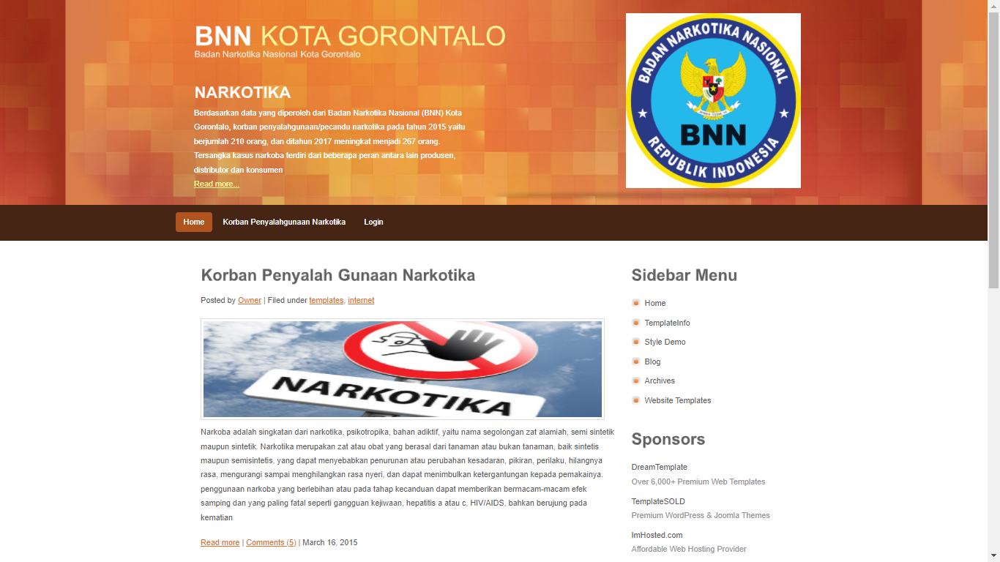 BNN KOTA GORONTALO
Badan Narkotika Nasional Kota Gorontalo
NARKOTIKA
Berdasarkan data yang diperoleh dari Badan Narkotika Nasional (BNN) Kota
Gorontalo, korban penyalahgunaan/pecandu narkotika pada tahun 2015 yaitu
berjumlah 210 orang, dan ditahun 2017 meningkat menjadi 267 orang.
Tersangka kasus narkoba terdiri dari beberapa peran antara lain produsen,
distributor dan konsumen
Read more...
BADAN NARKOTIKA NASIONAL
BNN
REPUBLIK INDONESIA
Home Korban Penyalahgunaan Narkotika Login
Korban Penyalah Gunaan Narkotika
Posted by Owner | Filed under templates, internet
NARKOTIKA
Narkoba adalah singkatan dari narkotika, psikotropika, bahan adiktif, yaitu nama segolongan zat alamiah, semi sintetik
maupun sintetik. Narkotika merupakan zat atau obat yang berasal dari tanaman atau bukan tanaman, baik sintetis
maupun semisintetis, yang dapat menyebabkan penurunan atau perubahan kesadaran, pikiran, perilaku, hilangnya
rasa, mengurangi sampai menghilangkan rasa nyeri, dan dapat menimbulkan ketergantungan kepada pemakainya.
penggunaan narkoba yang berlebihan atau pada tahap kecanduan dapat memberikan bermacam-macam efek
samping dan yang paling fatal seperti gangguan kejiwaan, hepatitis a atau c, HIV/AIDS, bahkan berujung pada
kematian
Read more | Comments (5) | March 16, 2015
Sidebar Menu
Home
TemplateInfo
Style Demo
Blog
Archives
Website Templates
Sponsors
DreamTemplate
Over 6,000+ Premium Web Templates
TemplateSOLD
Premium WordPress & Joomla Themes
ImHosted.com
Affordable Web Hosting Provider